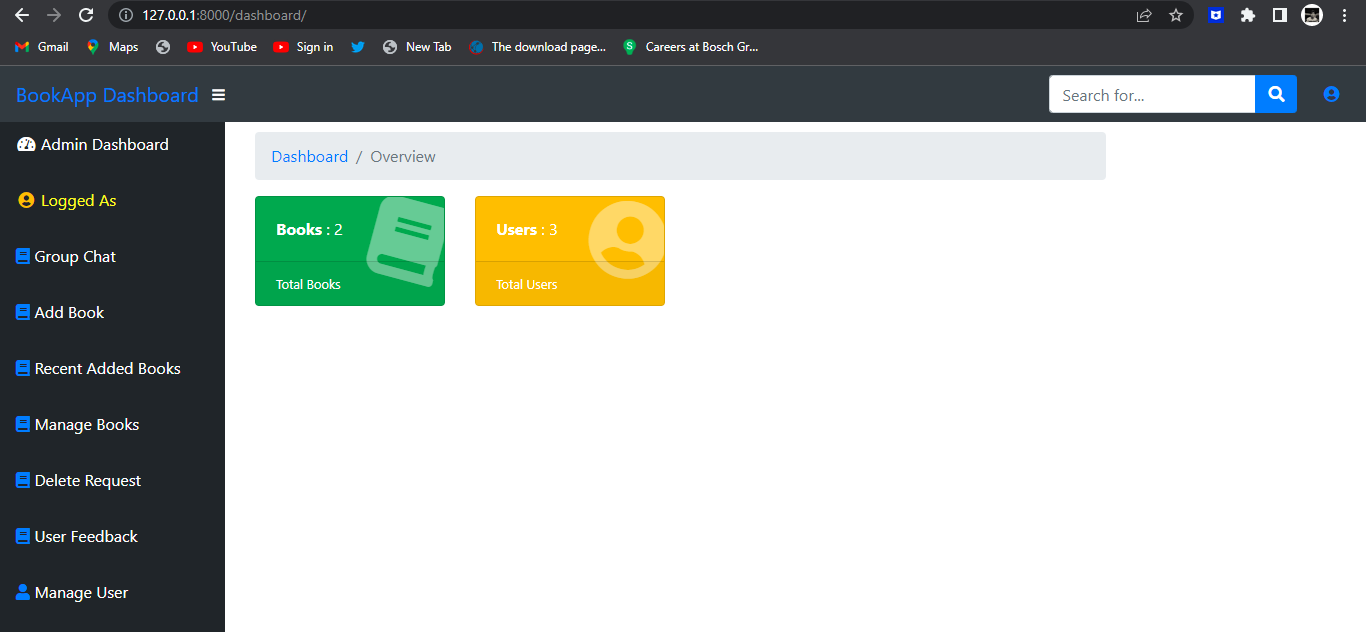 127.0.0.1:8000/dashboard/
Gmail Maps YouTube Sign in New Tab The download page... Careers at Bosch Gr...
BookApp Dashboard Search for...
Admin Dashboard
Logged As
Group Chat
Add Book
Recent Added Books
Manage Books
Delete Request
User Feedback
Manage User
Dashboard / Overview
Books : 2
Total Books
Users : 3
Total Users